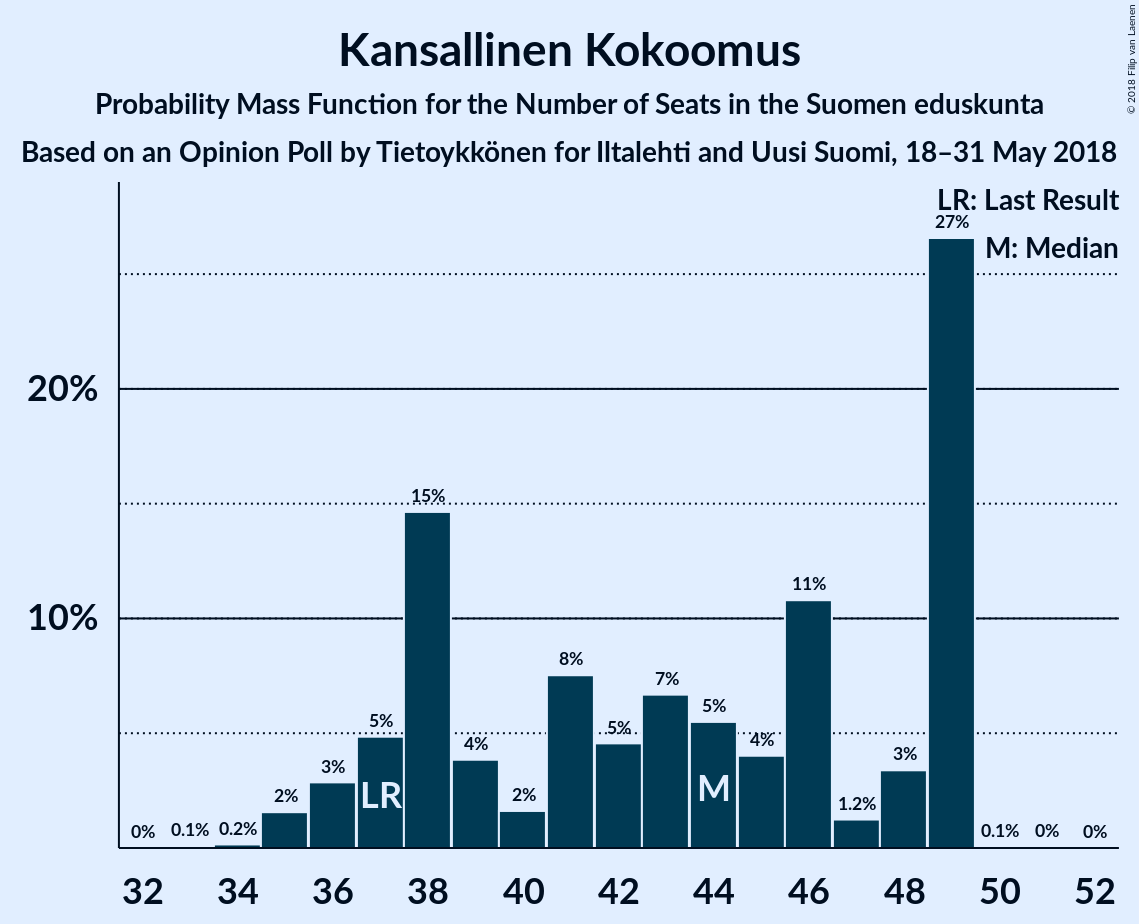 Kansallinen Kokoomus
Probability Mass Function for the Number of Seats in the Suomen eduskunta
Based on an Opinion Poll by Tietoykkönen for Iltalehti and Uusi Suomi, 18–31 May 2018
© 2018 Filip van Laenen
LR: Last Result
M: Median
20%
10%
0%
0.1%
0.2%
2%
3%
5%
15%
4%
2%
8%
5%
7%
5%
4%
11%
1.2%
3%
27%
0.1%
0%
0%
LR
M
32 34 36 38 40 42 44 46 48 50 52